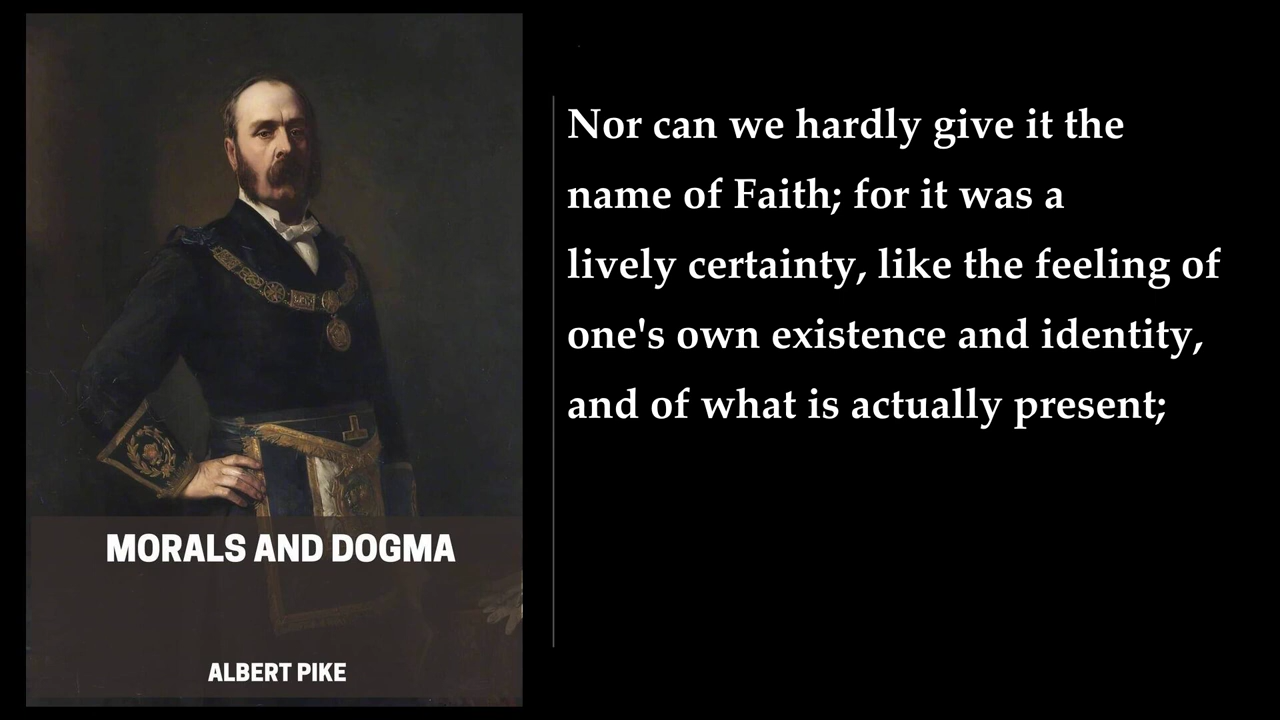 MORALS AND DOGMA
ALBERT PIKE
Nor can we hardly give it the
name of Faith; for it was a
lively certainty, like the feeling of
one's own existence and identity,
and of what is actually present;